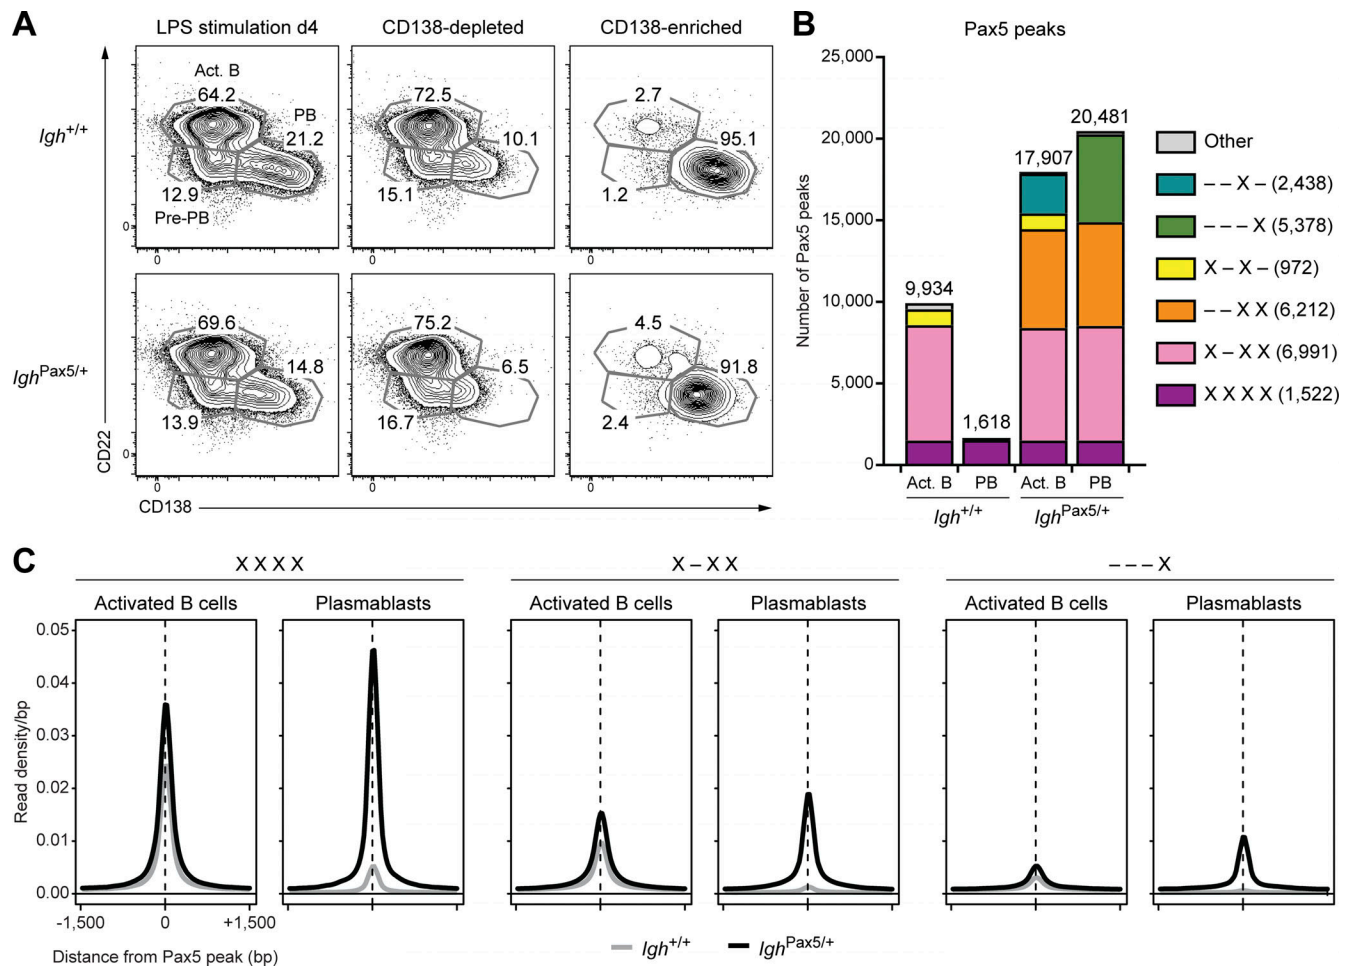 A
LPS stimulation d4
CD138-depleted
CD138-enriched
Igh+/+
Act. B
64.2
PB
21.2
12.9
Pre-PB
0
0
72.5
10.1
15.1
0
2.7
95.1
1.2
0
IghPax5/+
69.6
14.8
13.9
0
0
75.2
6.5
16.7
0
4.5
91.8
2.4
0
CD22
CD138
B
Pax5 peaks
Number of Pax5 peaks
25,000
20,000
15,000
10,000
5,000
0
9,934
1,618
17,907
20,481
Act. B
PB
Act. B
PB
Igh+/+
IghPax5/+
Other
– – X – (2,438)
– – – X (5,378)
X – X – (972)
– – X X (6,212)
X – X X (6,991)
X X X X (1,522)
C
X X X X
X – X X
– – – X
Activated B cells
Plasmablasts
Activated B cells
Plasmablasts
Activated B cells
Plasmablasts
Read density/bp
0.05
0.04
0.03
0.02
0.01
0.00
-1,500
0
+1,500
Distance from Pax5 peak (bp)
Igh+/+
IghPax5/+